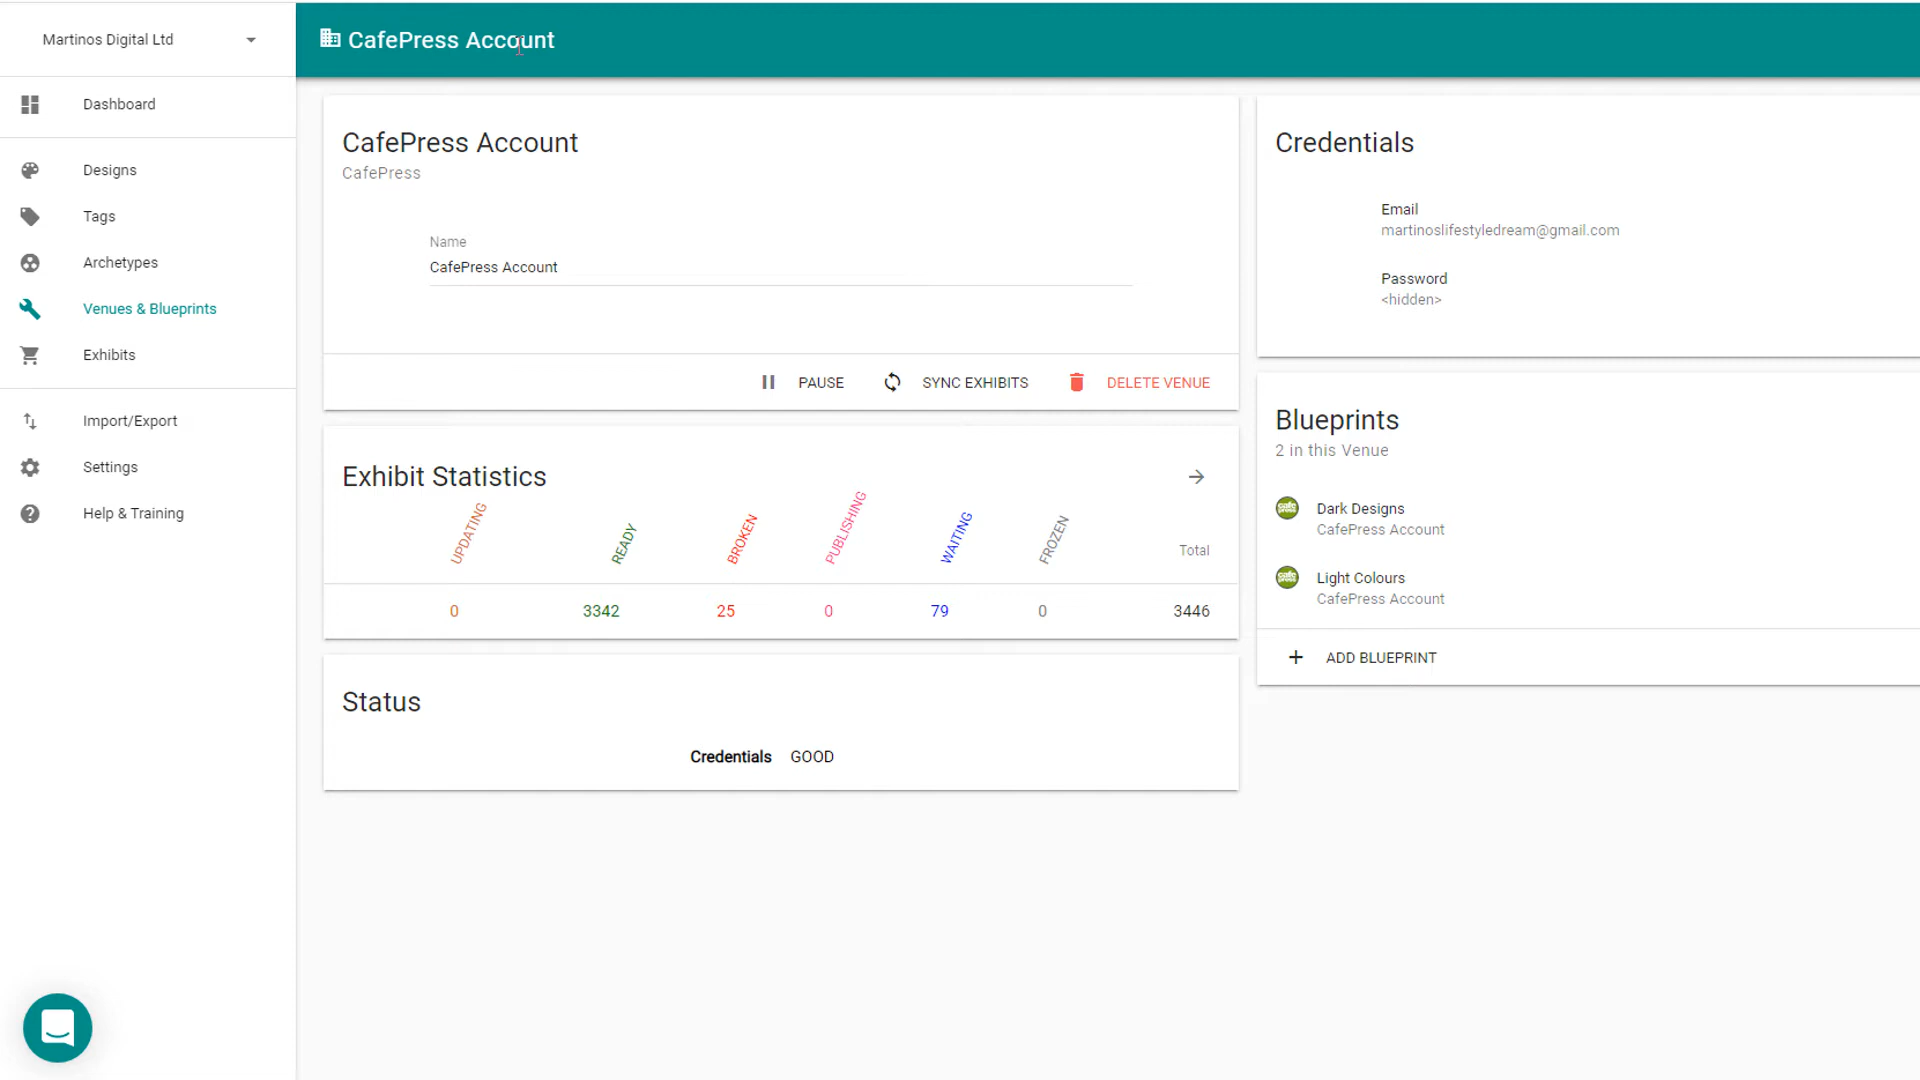 Martinos Digital Ltd
CafePress Account
Dashboard
Designs
Tags
Archetypes
Venues & Blueprints
Exhibits
Import/Export
Settings
Help & Training
CafePress Account
CafePress
Name
CafePress Account
PAUSE
SYNC EXHIBITS
DELETE VENUE
Exhibit Statistics
UPDATING READY BROKEN PUBLISHING WAITING FROZEN Total
0 3342 25 0 79 0 3446
Status
Credentials GOOD
Credentials
Email
martinoslifestyledream@gmail.com
Password
<hidden>
Blueprints
2 in this Venue
Dark Designs
CafePress Account
Light Colours
CafePress Account
ADD BLUEPRINT